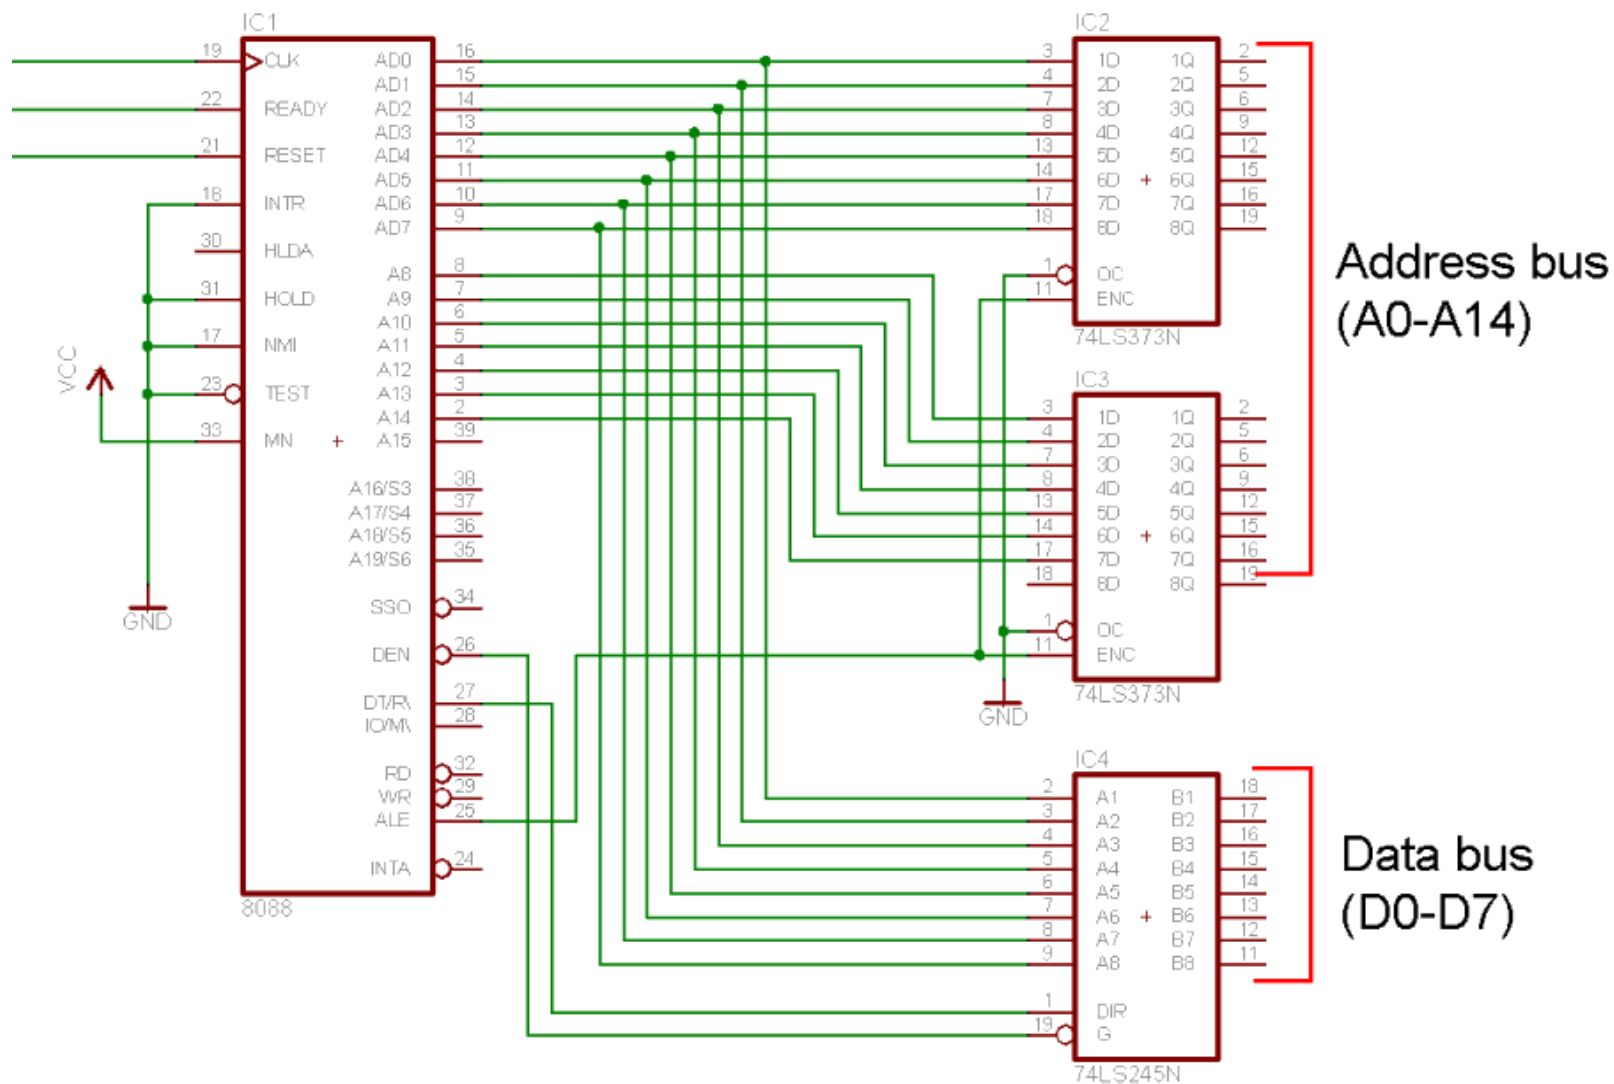 IC1
19 CLK AD0 16
AD1 15
22 READY AD2 14
AD3 13
21 RESET AD4 12
AD5 11
18 INTR AD6 10
AD7 9
30 HLDA A8 8
31 HOLD A9 7
A10 6
17 NMI A11 5
A12 4
23 TEST A13 3
A14 2
33 MN A15 39
VCC
GND
A16/S3 38
A17/S4 37
A18/S5 36
A19/S6 35
SSO 34
DEN 26
DT/R\ 27
IO/M\ 28
RD 32
WR 29
ALE 25
INTA 24
8088
IC2
3 1D 1Q 2
4 2D 2Q 5
7 3D 3Q 6
8 4D 4Q 9
13 5D 5Q 12
14 6D 6Q 15
17 7D 7Q 16
18 8D 8Q 19
1 OC
11 ENC
74LS373N
IC3
3 1D 1Q 2
4 2D 2Q 5
7 3D 3Q 6
8 4D 4Q 9
13 5D 5Q 12
14 6D 6Q 15
17 7D 7Q 16
18 8D 8Q 19
1 OC
11 ENC
74LS373N
GND
Address bus
(A0-A14)
IC4
2 A1 B1 18
3 A2 B2 17
4 A3 B3 16
5 A4 B4 15
6 A5 B5 14
7 A6 B6 13
8 A7 B7 12
9 A8 B8 11
1 DIR
19 G
74LS245N
Data bus
(D0-D7)